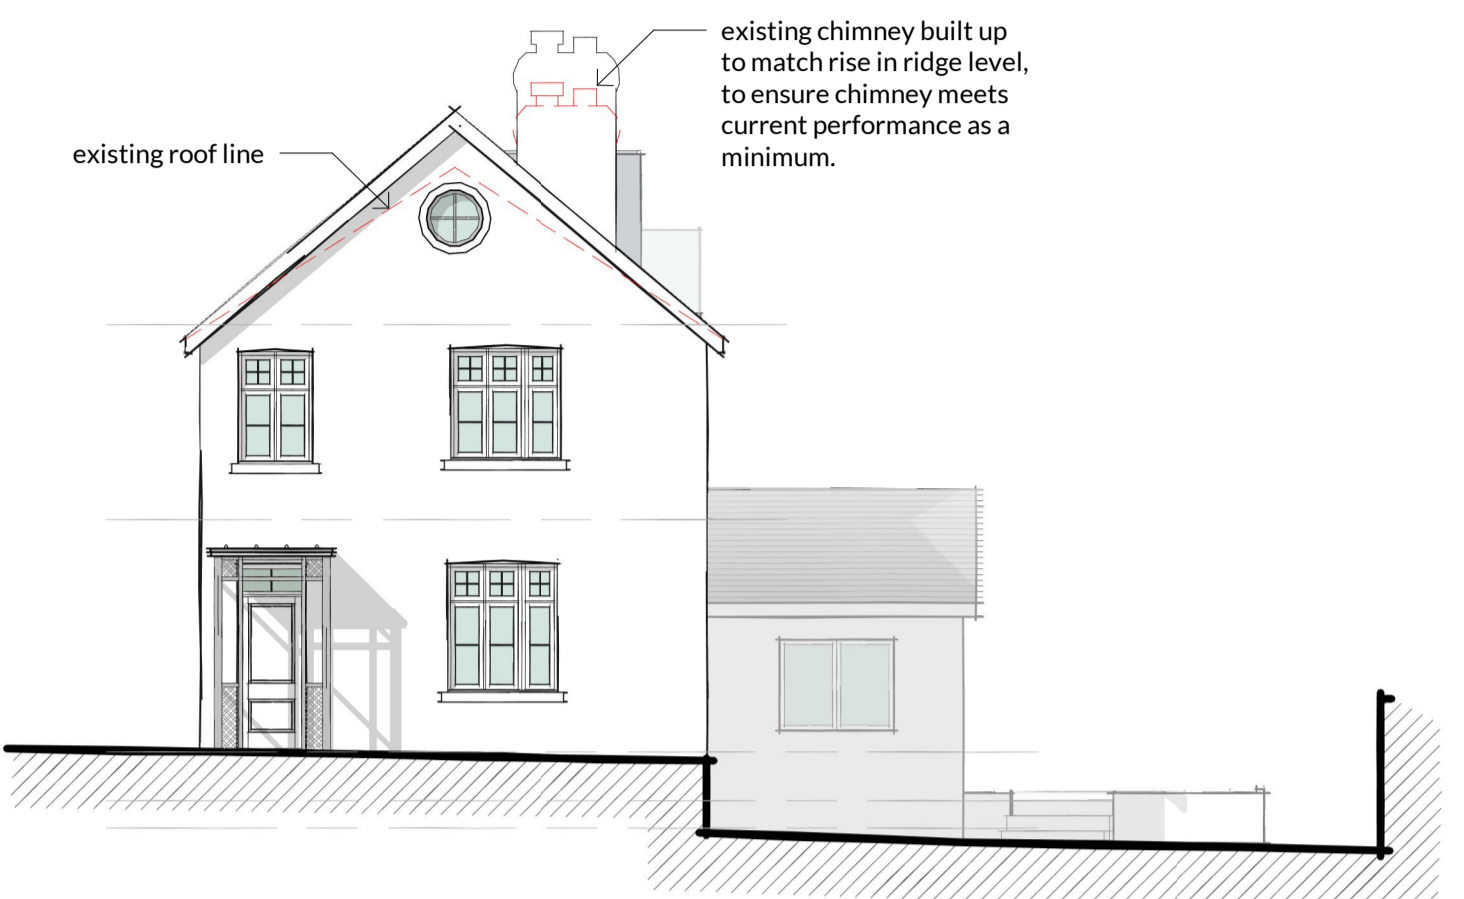 existing chimney built up
to match rise in ridge level,
to ensure chimney meets
current performance as a
minimum.
existing roof line